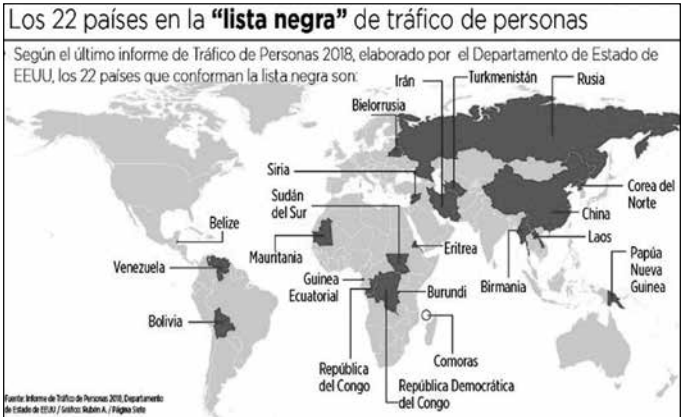 Los 22 países en la “lista negra” de tráfico de personas
Según el último informe de Tráfico de Personas 2018, elaborado por el Departamento de Estado de
EEUU, los 22 países que conforman la lista negra son:
Irán
Turkmenistán
Rusia
Bielorrusia
Siria
Sudán
del Sur
Corea del
Norte
China
Laos
Belize
Mauritania
Eritrea
Venezuela
Guinea
Ecuatorial
Burundi
Birmania
Papúa
Nueva
Guinea
Bolivia
República
del Congo
Comoras
República Democrática
del Congo
Fuente: Informe de Tráfico de Personas 2018, Departamento
de Estado de EEUU / Gráfico: Rubén A. / Página Siete